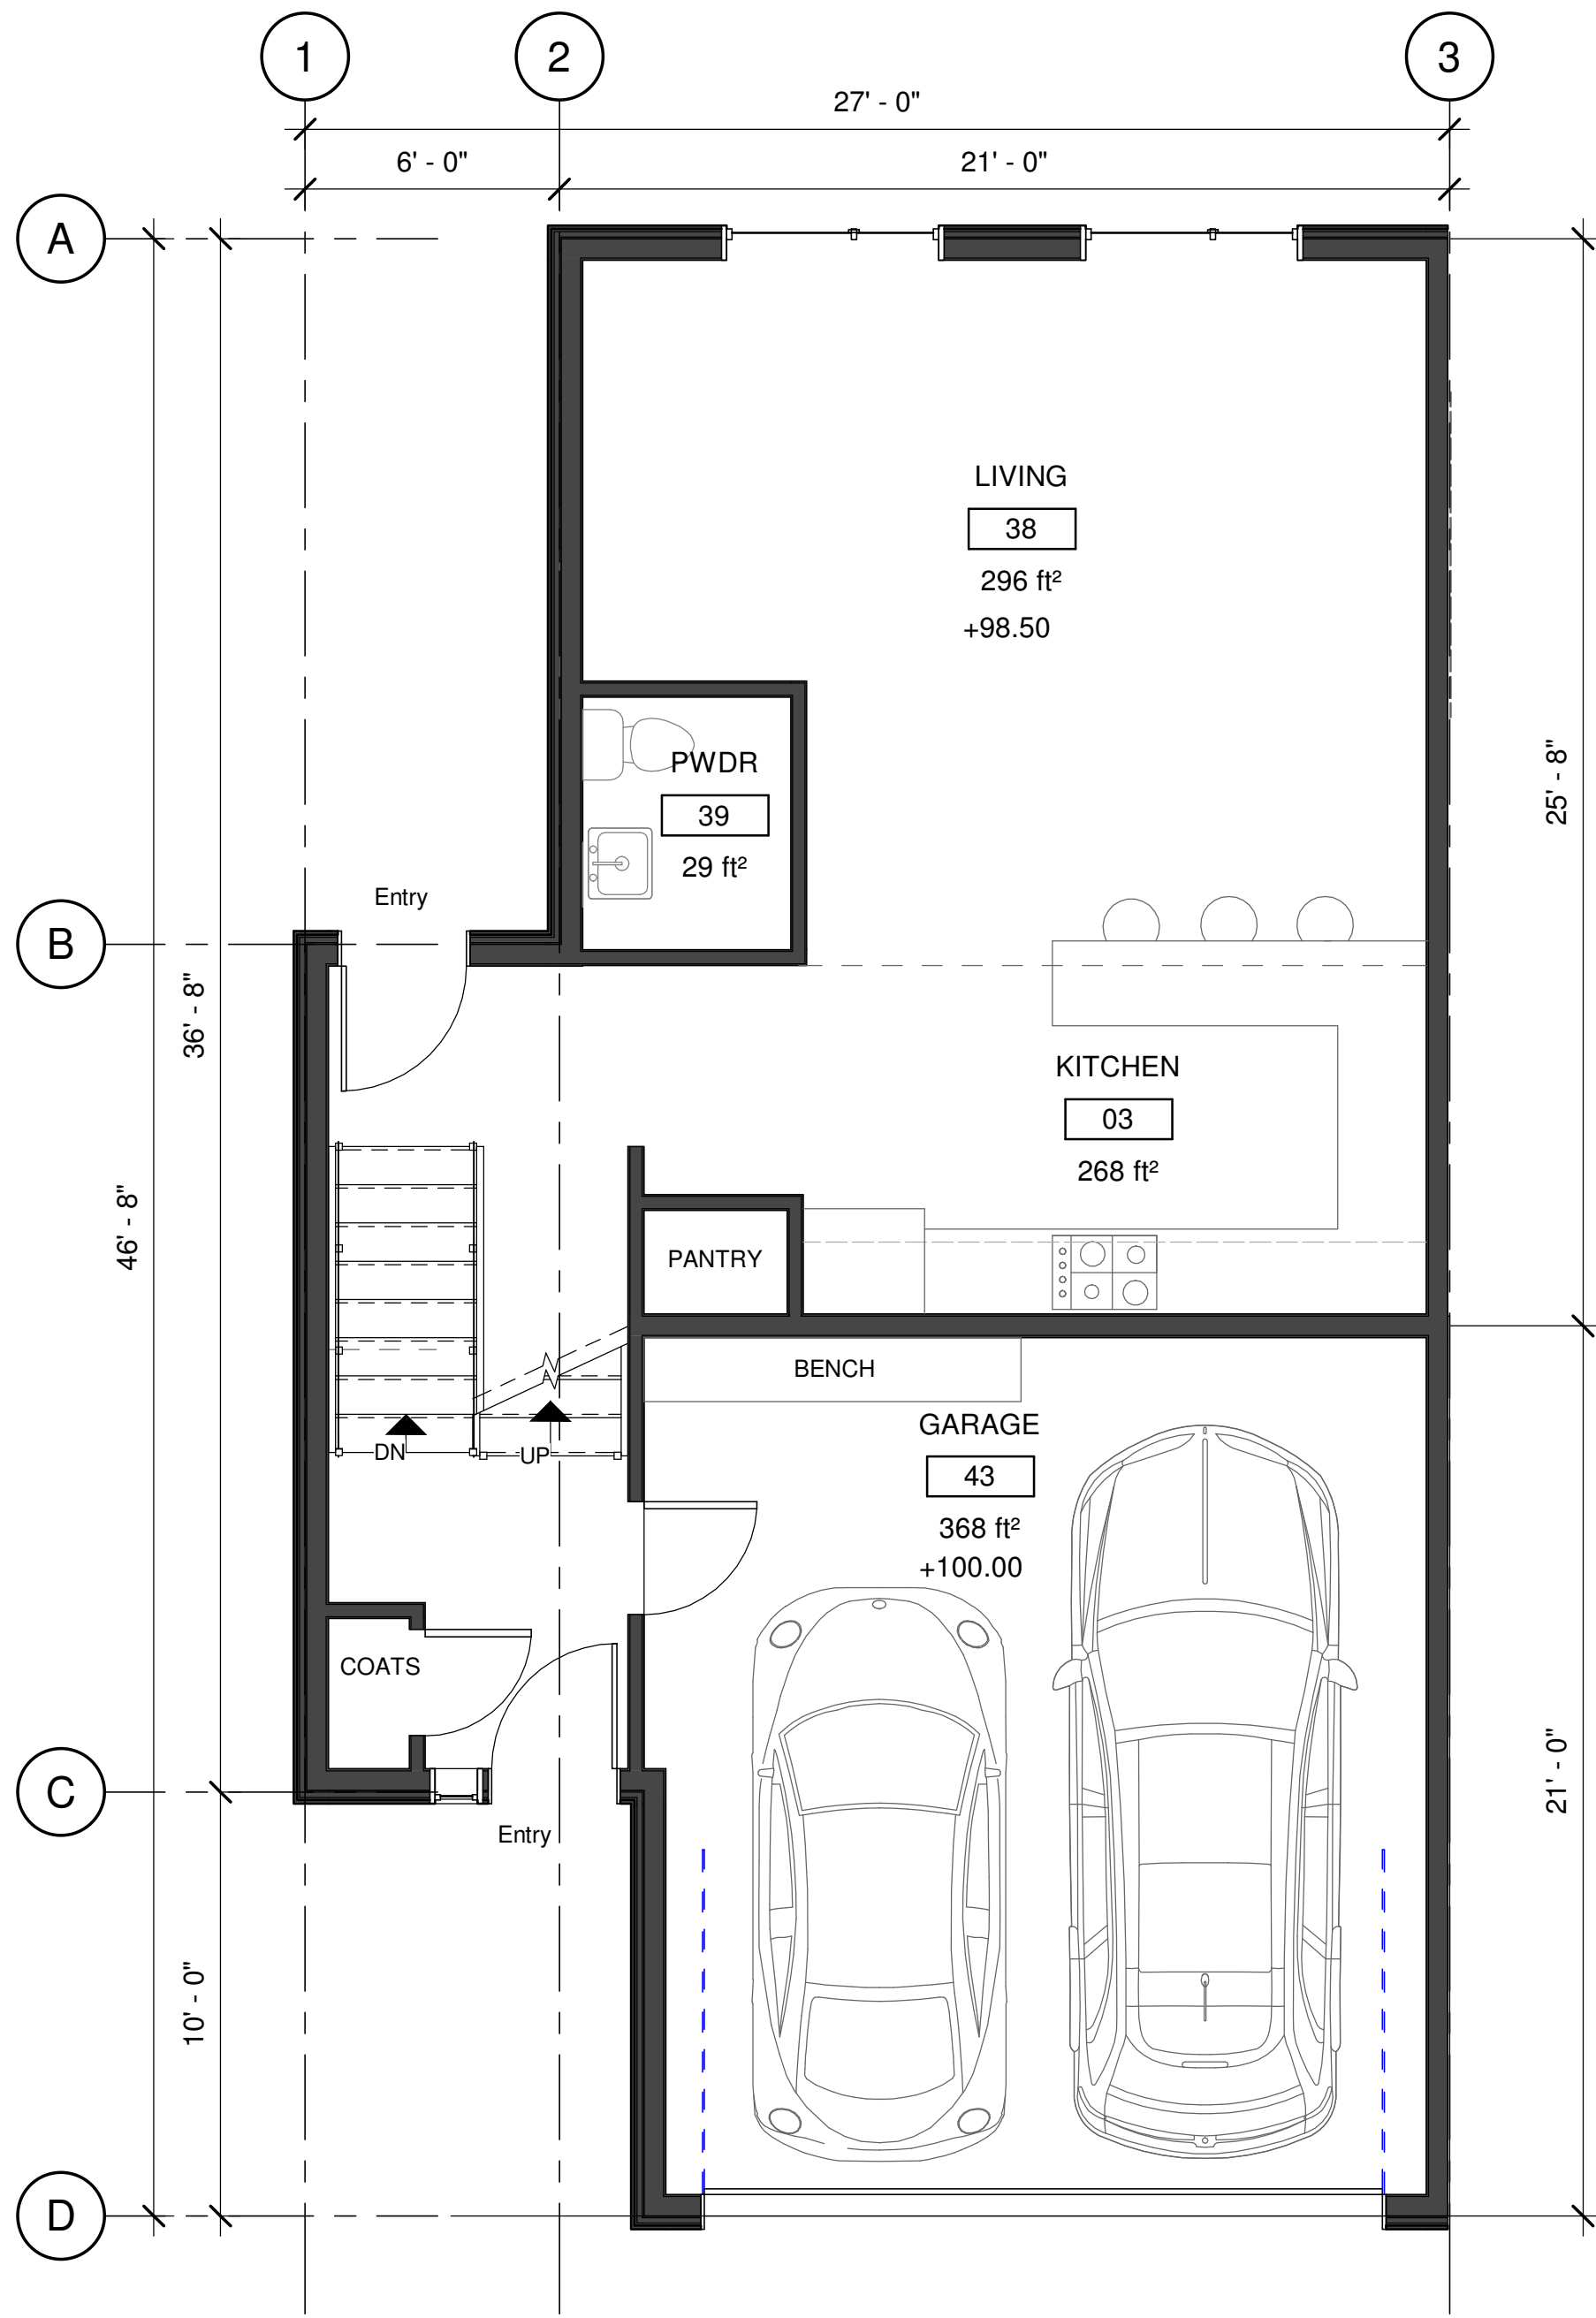 1
2
3
27' - 0"
6' - 0"
21' - 0"
A
LIVING
38
296 ft²
+98.50
PWDR
39
29 ft²
25' - 8"
Entry
B
36' - 8"
KITCHEN
03
268 ft²
46' - 8"
PANTRY
BENCH
GARAGE
43
368 ft²
+100.00
DN
UP
COATS
C
Entry
21' - 0"
10' - 0"
D